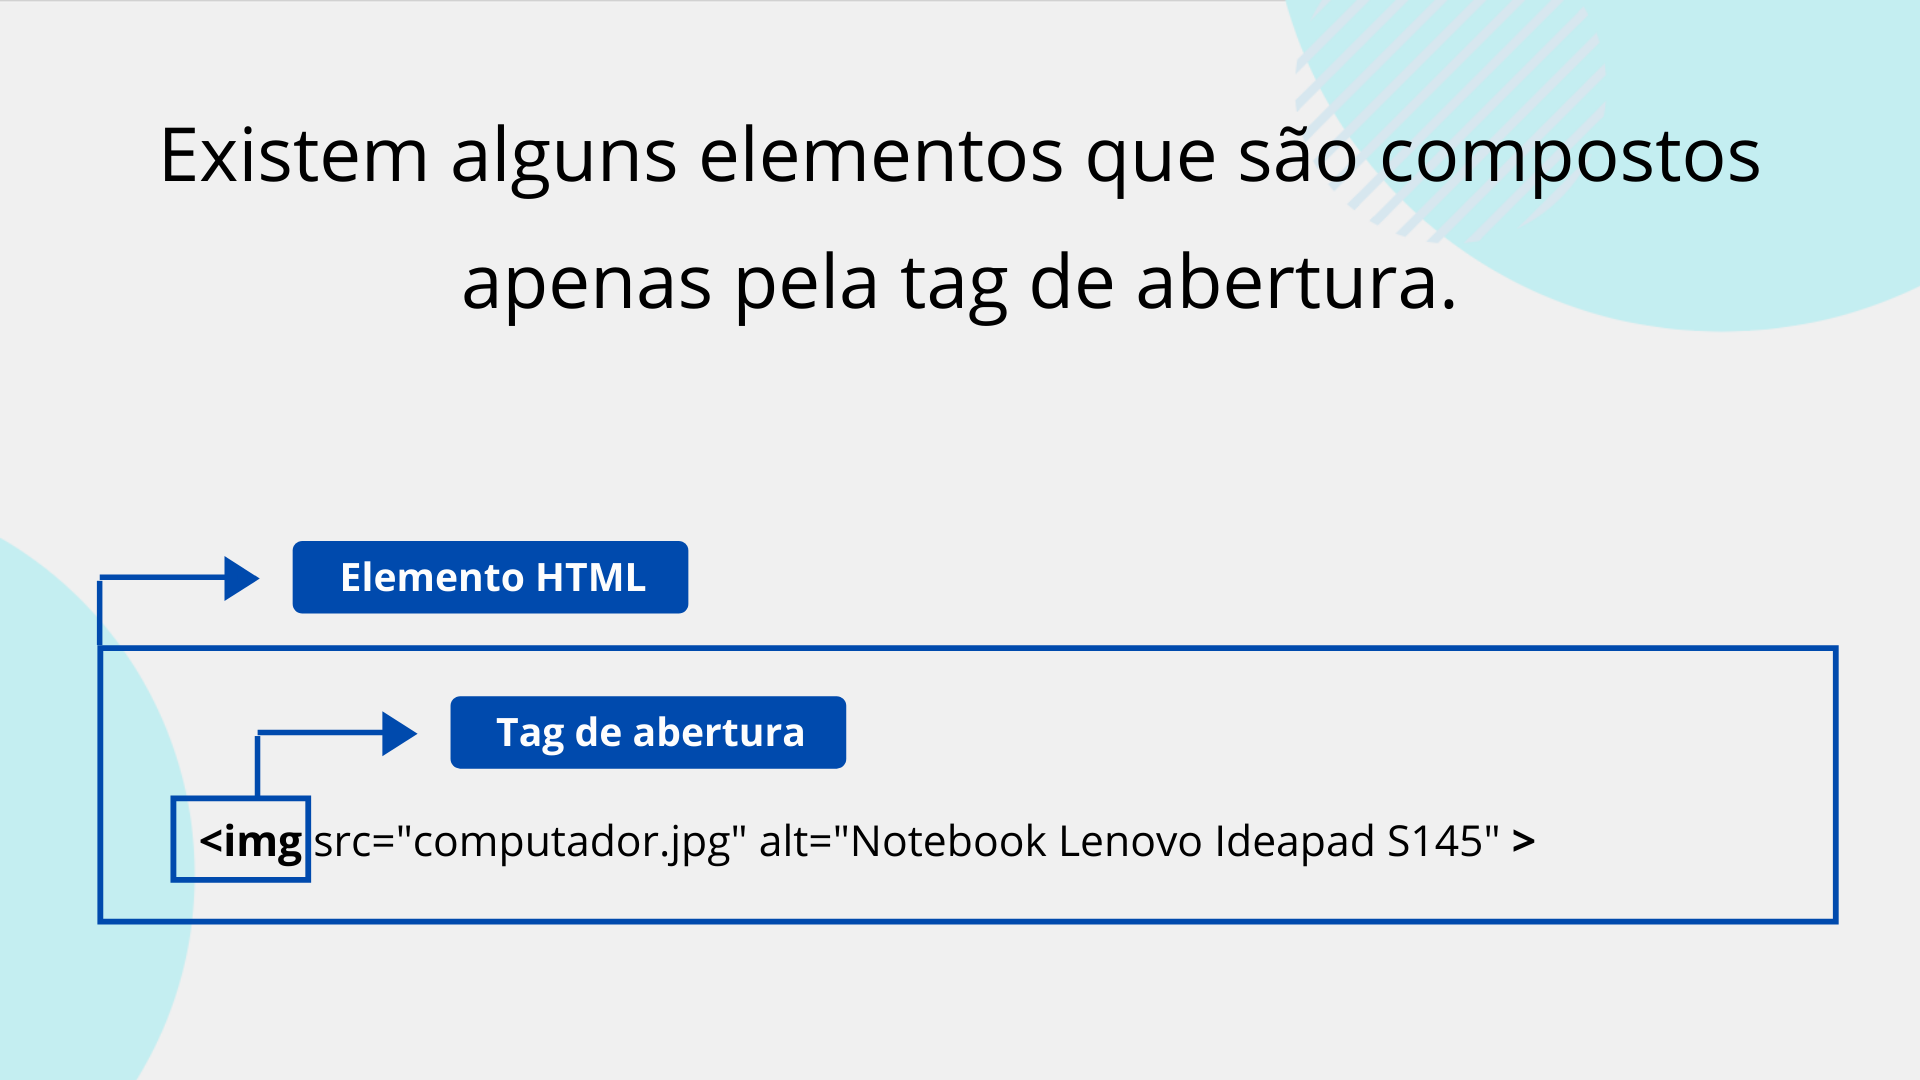 Existem alguns elementos que são compostos
apenas pela tag de abertura.
Elemento HTML
Tag de abertura
<img src="computador.jpg" alt="Notebook Lenovo Ideapad S145" >